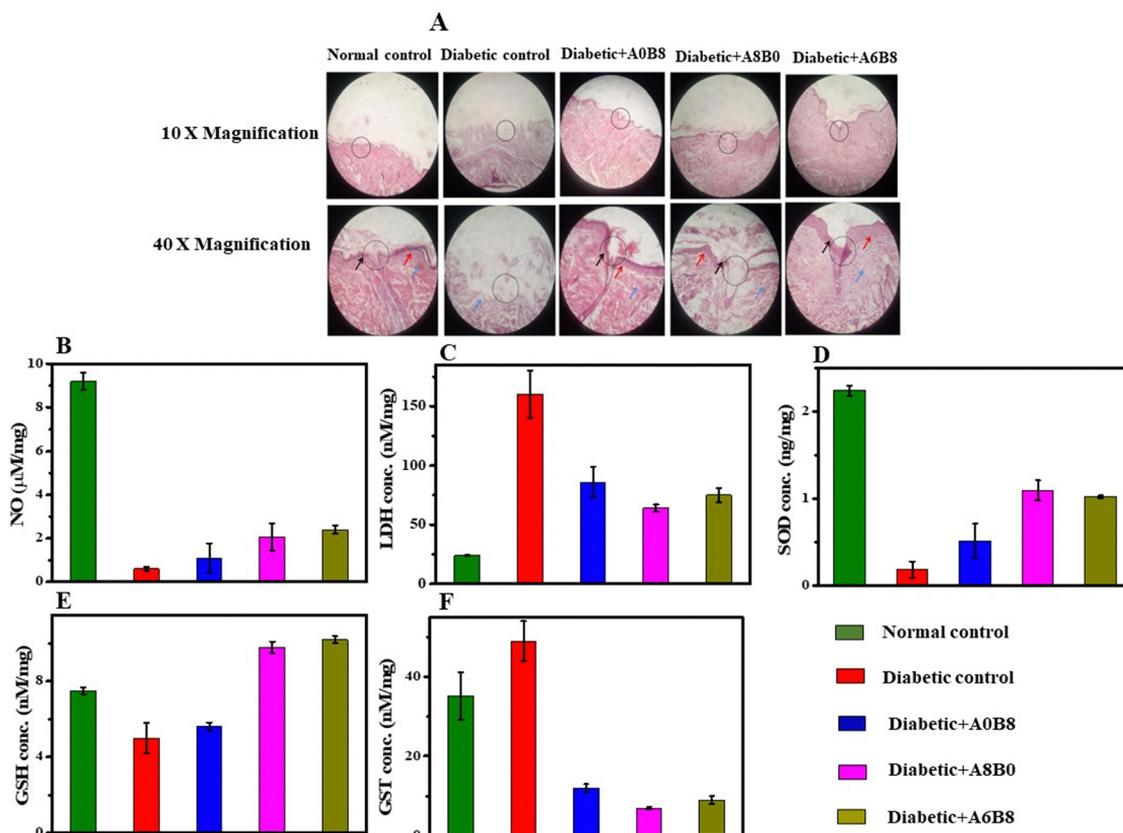 A
Normal control Diabetic control Diabetic+A0B8 Diabetic+A8B0 Diabetic+A6B8
10 X Magnification
40 X Magnification
B
10
8
6
4
2
0
NO (µM/mg)
C
150
100
50
0
LDH conc. (nM/mg)
D
2
1
0
SOD conc. (ng/mg)
E
8
4
0
GSH conc. (nM/mg)
F
40
20
0
GST conc. (nM/mg)
Normal control
Diabetic control
Diabetic+A0B8
Diabetic+A8B0
Diabetic+A6B8